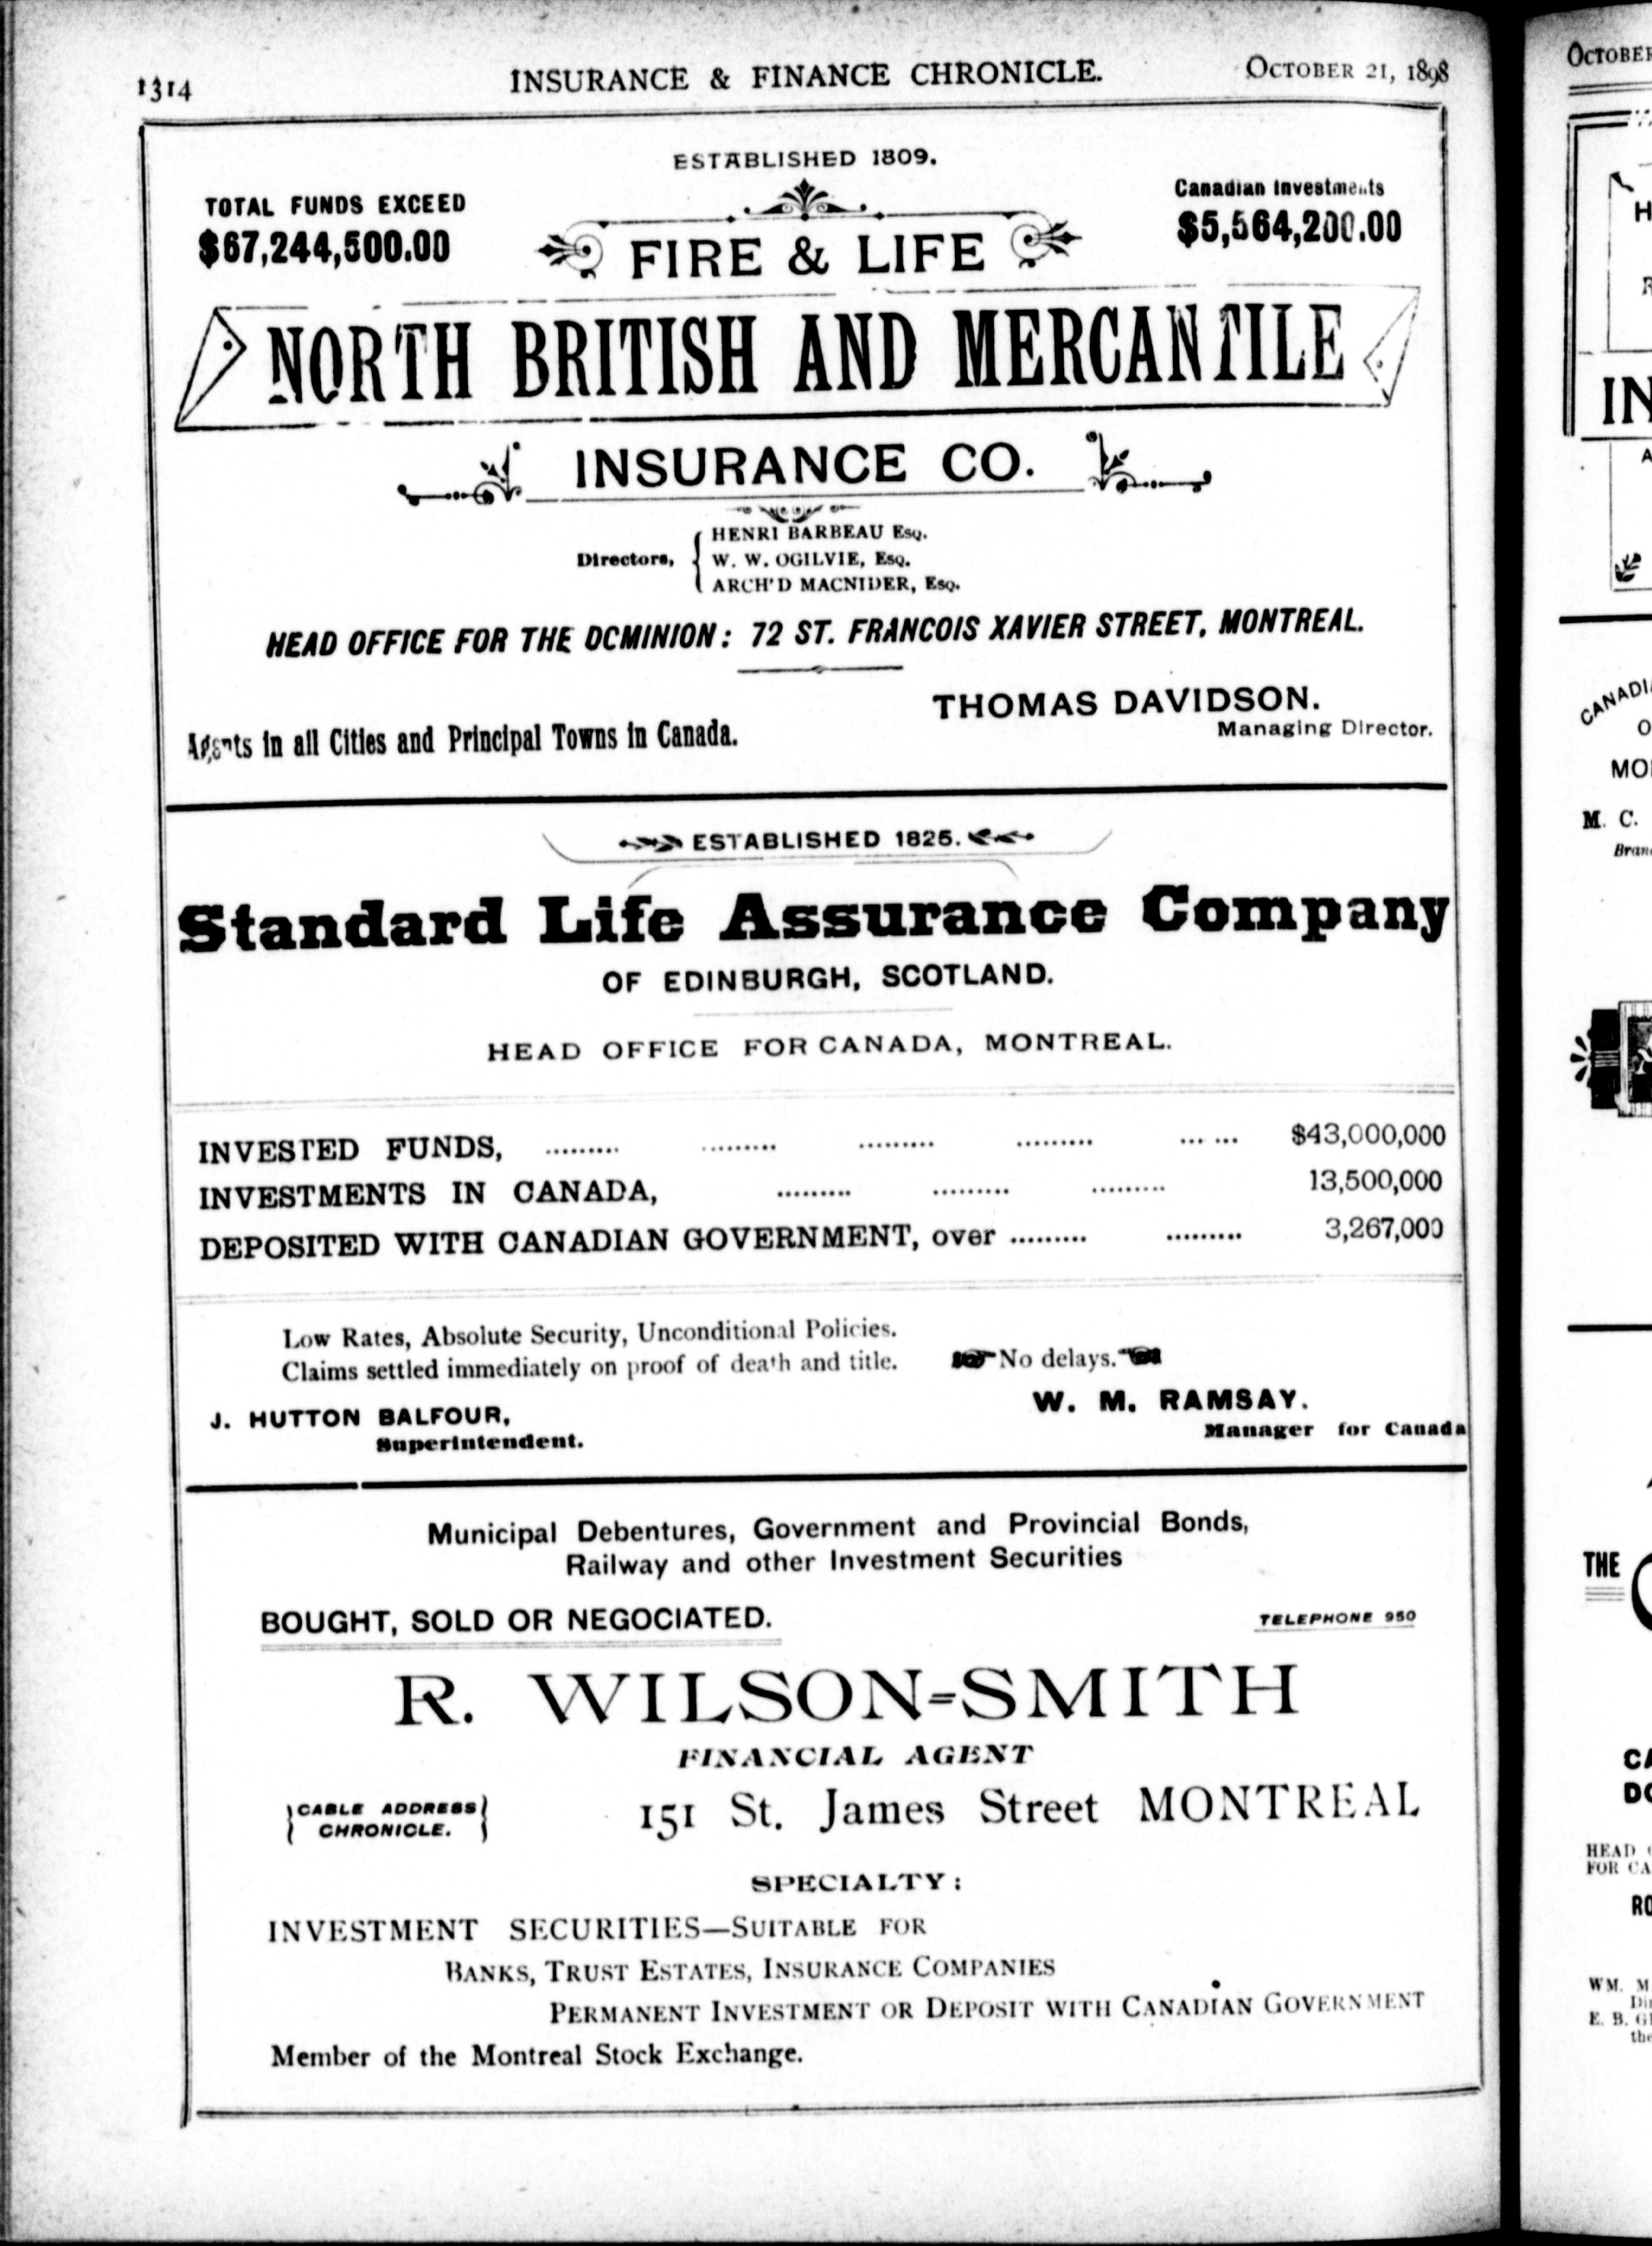 1314
INSURANCE & FINANCE CHRONICLE.
OCTOBER 21, 1898
ESTABLISHED 1809.
TOTAL FUNDS EXCEED
$67,244,500.00
Canadian Investments
$5,564,200.00
FIRE & LIFE
NORTH BRITISH AND MERCANTILE
INSURANCE CO.
Directors,
HENRI BARBEAU ESQ.
W. W. OGILVIE, ESQ.
ARCH'D MACNIDER, ESQ.
HEAD OFFICE FOR THE DOMINION: 72 ST. FRANCOIS XAVIER STREET, MONTREAL.
Agents in all Cities and Principal Towns in Canada.
THOMAS DAVIDSON.
Managing Director.
ESTABLISHED 1825.
Standard Life Assurance Company
OF EDINBURGH, SCOTLAND.
HEAD OFFICE FOR CANADA, MONTREAL.
INVESTED FUNDS, ......... ......... ......... ......... ... ... $43,000,000
INVESTMENTS IN CANADA, ......... ......... ......... 13,500,000
DEPOSITED WITH CANADIAN GOVERNMENT, over ......... ......... 3,267,000
Low Rates, Absolute Security, Unconditional Policies.
Claims settled immediately on proof of death and title. No delays.
J. HUTTON BALFOUR,
Superintendent.
W. M. RAMSAY.
Manager for Canada
Municipal Debentures, Government and Provincial Bonds,
Railway and other Investment Securities
BOUGHT, SOLD OR NEGOCIATED.
TELEPHONE 950
R. WILSON-SMITH
FINANCIAL AGENT
CABLE ADDRESS
CHRONICLE.
151 St. James Street MONTREAL
SPECIALTY:
INVESTMENT SECURITIES—SUITABLE FOR
BANKS, TRUST ESTATES, INSURANCE COMPANIES
PERMANENT INVESTMENT OR DEPOSIT WITH CANADIAN GOVERNMENT
Member of the Montreal Stock Exchange.
OCTOBER
IN
M. C.
THE